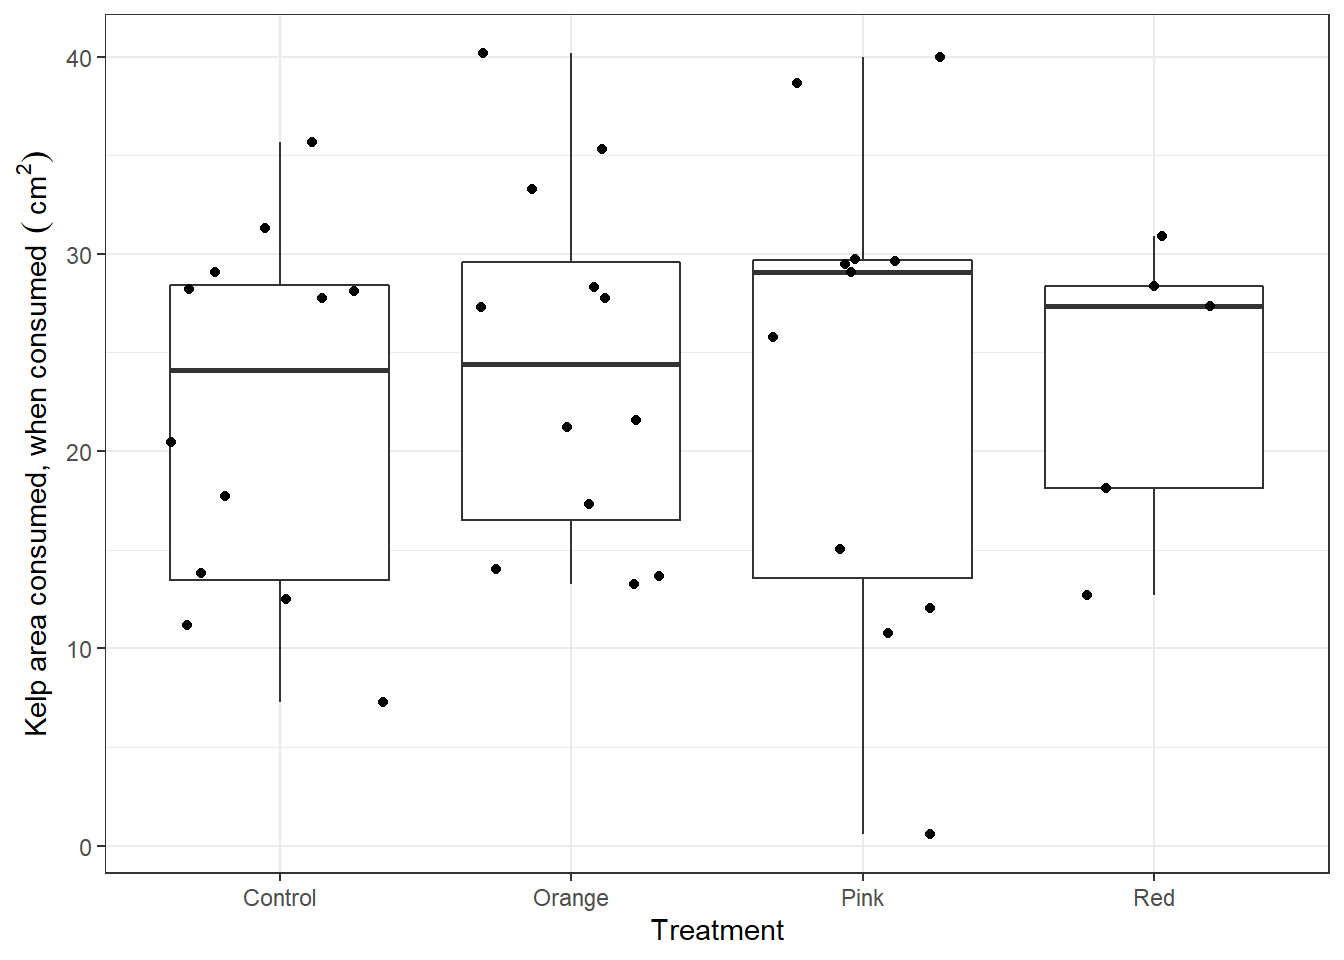 Kelp area consumed, when consumed ( cm²)
40
30
20
10
0
Control Orange Pink Red
Treatment